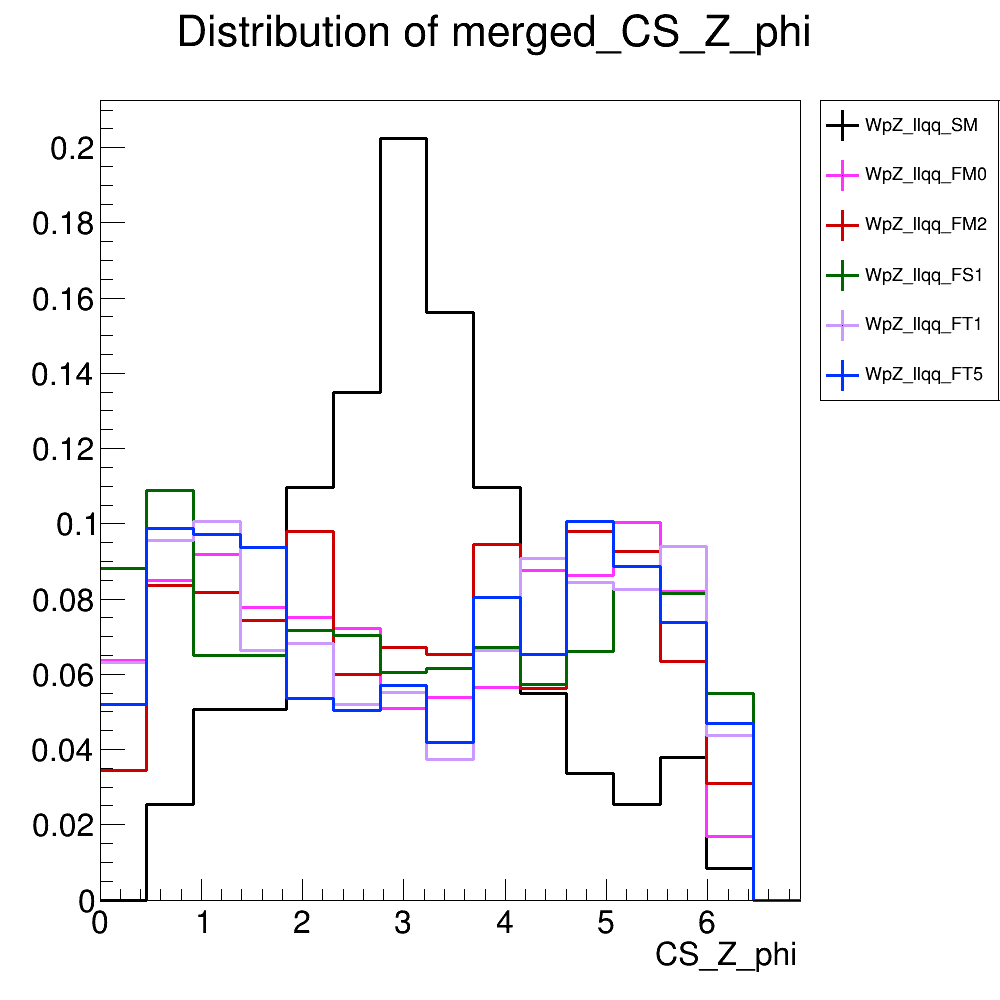 Distribution of merged_CS_Z_phi
WpZ_llqq_SM
WpZ_llqq_FM0
WpZ_llqq_FM2
WpZ_llqq_FS1
WpZ_llqq_FT1
WpZ_llqq_FT5
0.2
0.18
0.16
0.14
0.12
0.1
0.08
0.06
0.04
0.02
0
0 1 2 3 4 5 6
CS_Z_phi